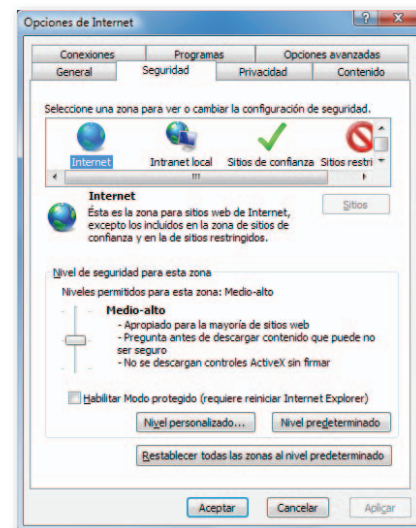 Opciones de Internet
Conexiones Programas Opciones avanzadas
General Seguridad Privacidad Contenido
Seleccione una zona para ver o cambiar la configuración de seguridad.
Internet Intranet local Sitios de confianza Sitios restri
Internet
Ésta es la zona para sitios web de Internet,
excepto los incluidos en la zona de sitios de
confianza y en la de sitios restringidos.
Sitios
Nivel de seguridad para esta zona
Niveles permitidos para esta zona: Medio-alto
Medio-alto
- Apropiado para la mayoría de sitios web
- Pregunta antes de descargar contenido que puede no
ser seguro
- No se descargan controles ActiveX sin firmar
Habilitar Modo protegido (requiere reiniciar Internet Explorer)
Nivel personalizado... Nivel predeterminado
Restablecer todas las zonas al nivel predeterminado
Aceptar Cancelar Aplicar